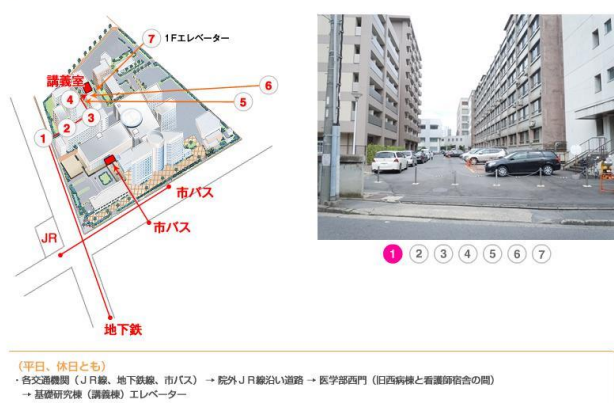 7 1Fエレベーター
講義室
6
4
5
3
2
1
市バス
市バス
JR
地下鉄
1 2 3 4 5 6 7
(平日、休日とも)
・各交通機関(JR線、地下鉄線、市バス) → 院外JR線沿い道路 → 医学部西門(旧西病棟と看護師宿舎の間)
→ 基礎研究棟(講義棟)エレベーター